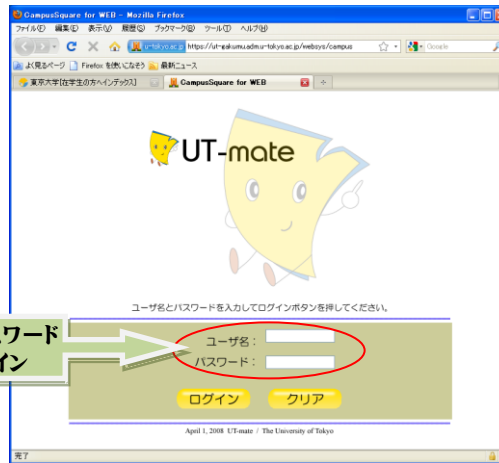 CampusSquare for WEB - Mozilla Firefox
ファイル(F) 編集(E) 表示(V) 履歴(S) ブックマーク(B) ツール(T) ヘルプ(H)
u-tokyo.ac.jp https://ut-gakumu.adm.u-tokyo.ac.jp/websys/campus
Google
よく見るページ Firefox を使いこなそう 最新ニュース
東京大学[在学生の方へインデックス] CampusSquare for WEB
UT-mate
ユーザ名とパスワードを入力してログインボタンを押してください。
スワード
イン
ユーザ名：
パスワード：
ログイン クリア
April 1, 2008 UT-mate / The University of Tokyo
完了